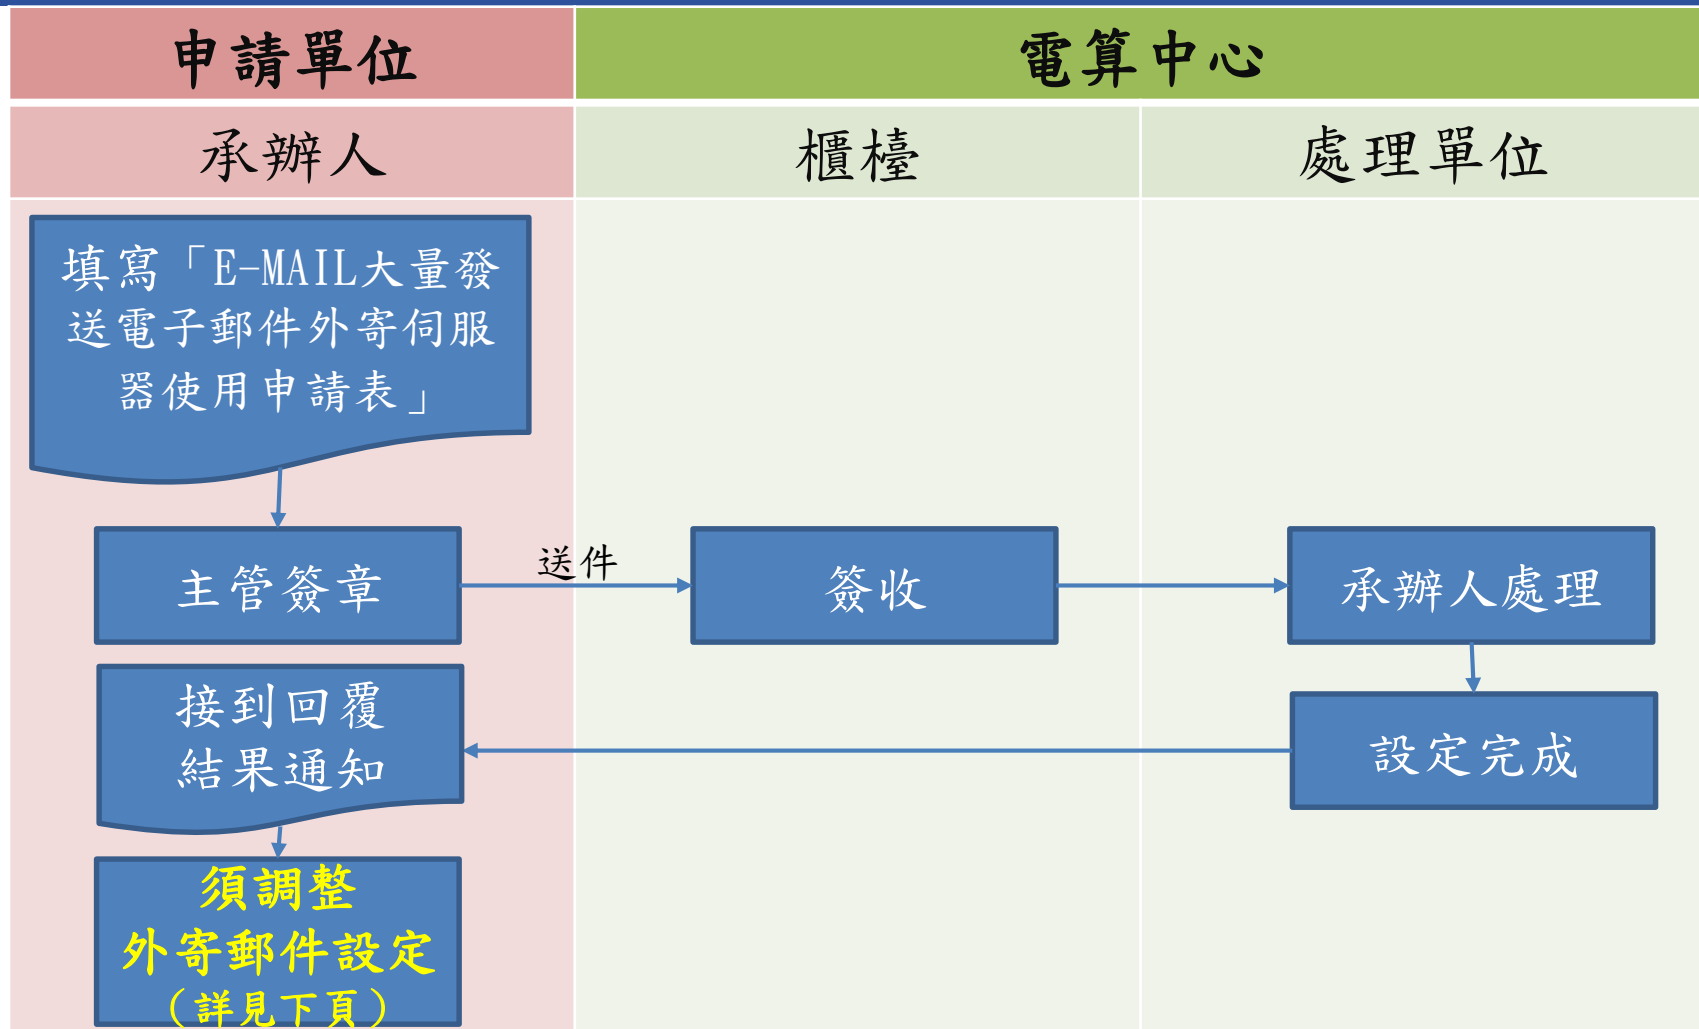 申請單位
電算中心
承辦人
櫃檯
處理單位
填寫「E-MAIL大量發
送電子郵件外寄伺服
器使用申請表」
主管簽章
送件
簽收
承辦人處理
接到回覆
結果通知
設定完成
須調整
外寄郵件設定
(詳見下頁)